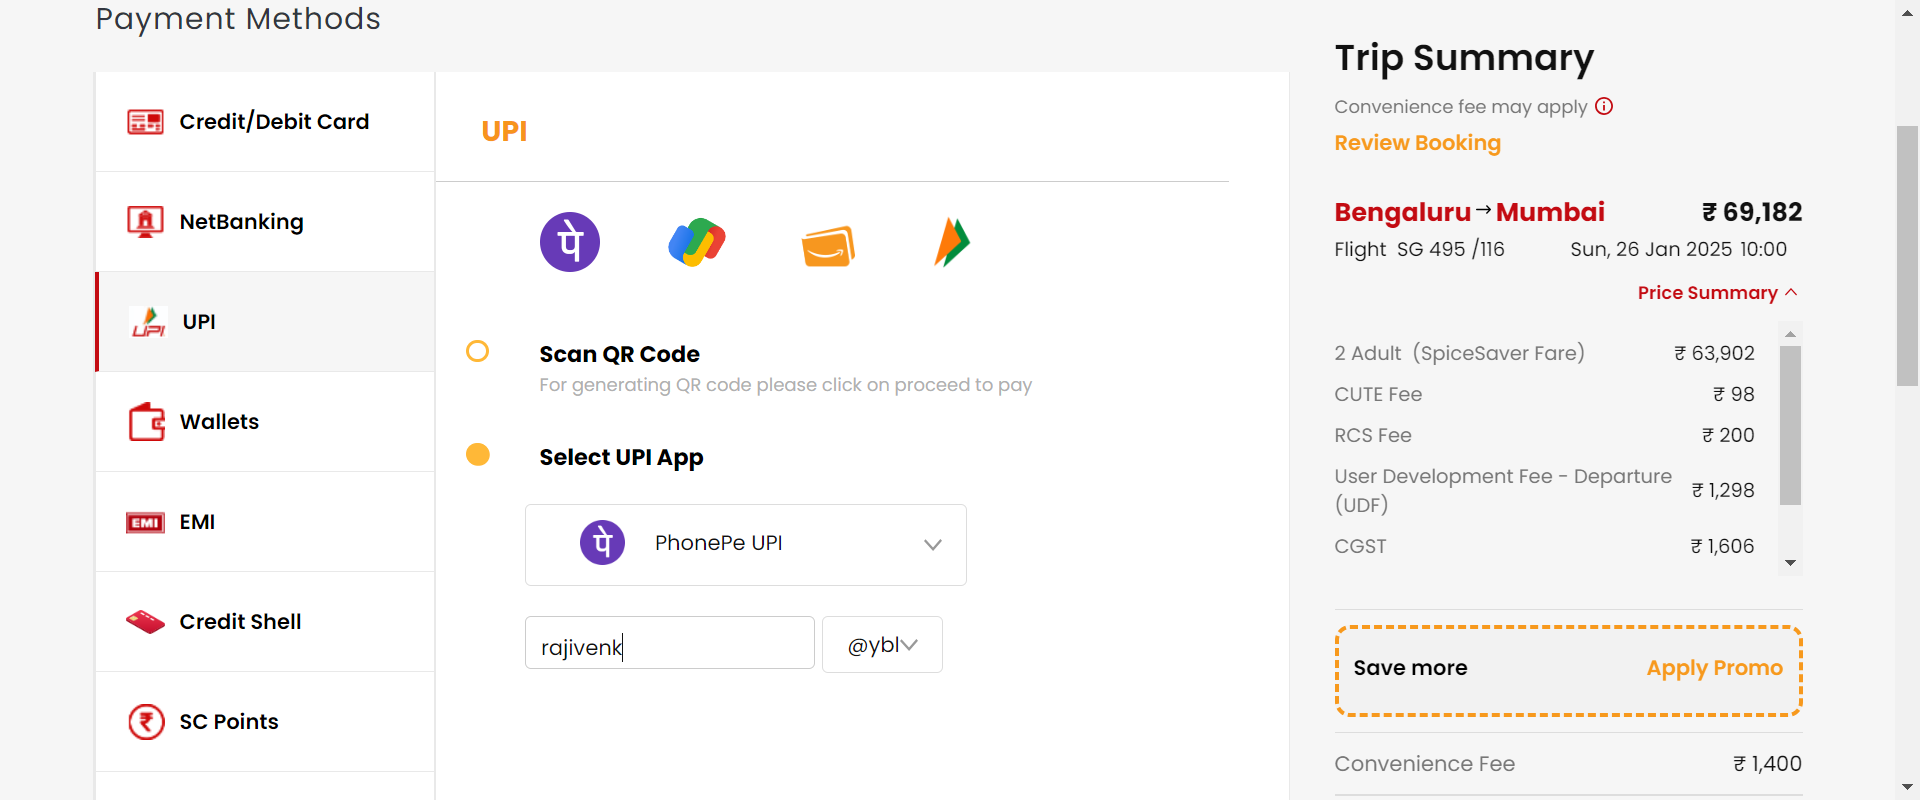 Payment Methods
Credit/Debit Card
NetBanking
UPI
UPI
Wallets
EMI
EMI
Credit Shell
SC Points
UPI
पे
Scan QR Code
For generating QR code please click on proceed to pay
Select UPI App
पे PhonePe UPI
rajivenk @ybl
Trip Summary
Convenience fee may apply
Review Booking
Bengaluru→Mumbai ₹ 69,182
Flight SG 495 /116 Sun, 26 Jan 2025 10:00
Price Summary
2 Adult (SpiceSaver Fare) ₹ 63,902
CUTE Fee ₹ 98
RCS Fee ₹ 200
User Development Fee - Departure
(UDF) ₹ 1,298
CGST ₹ 1,606
Save more Apply Promo
Convenience Fee ₹ 1,400